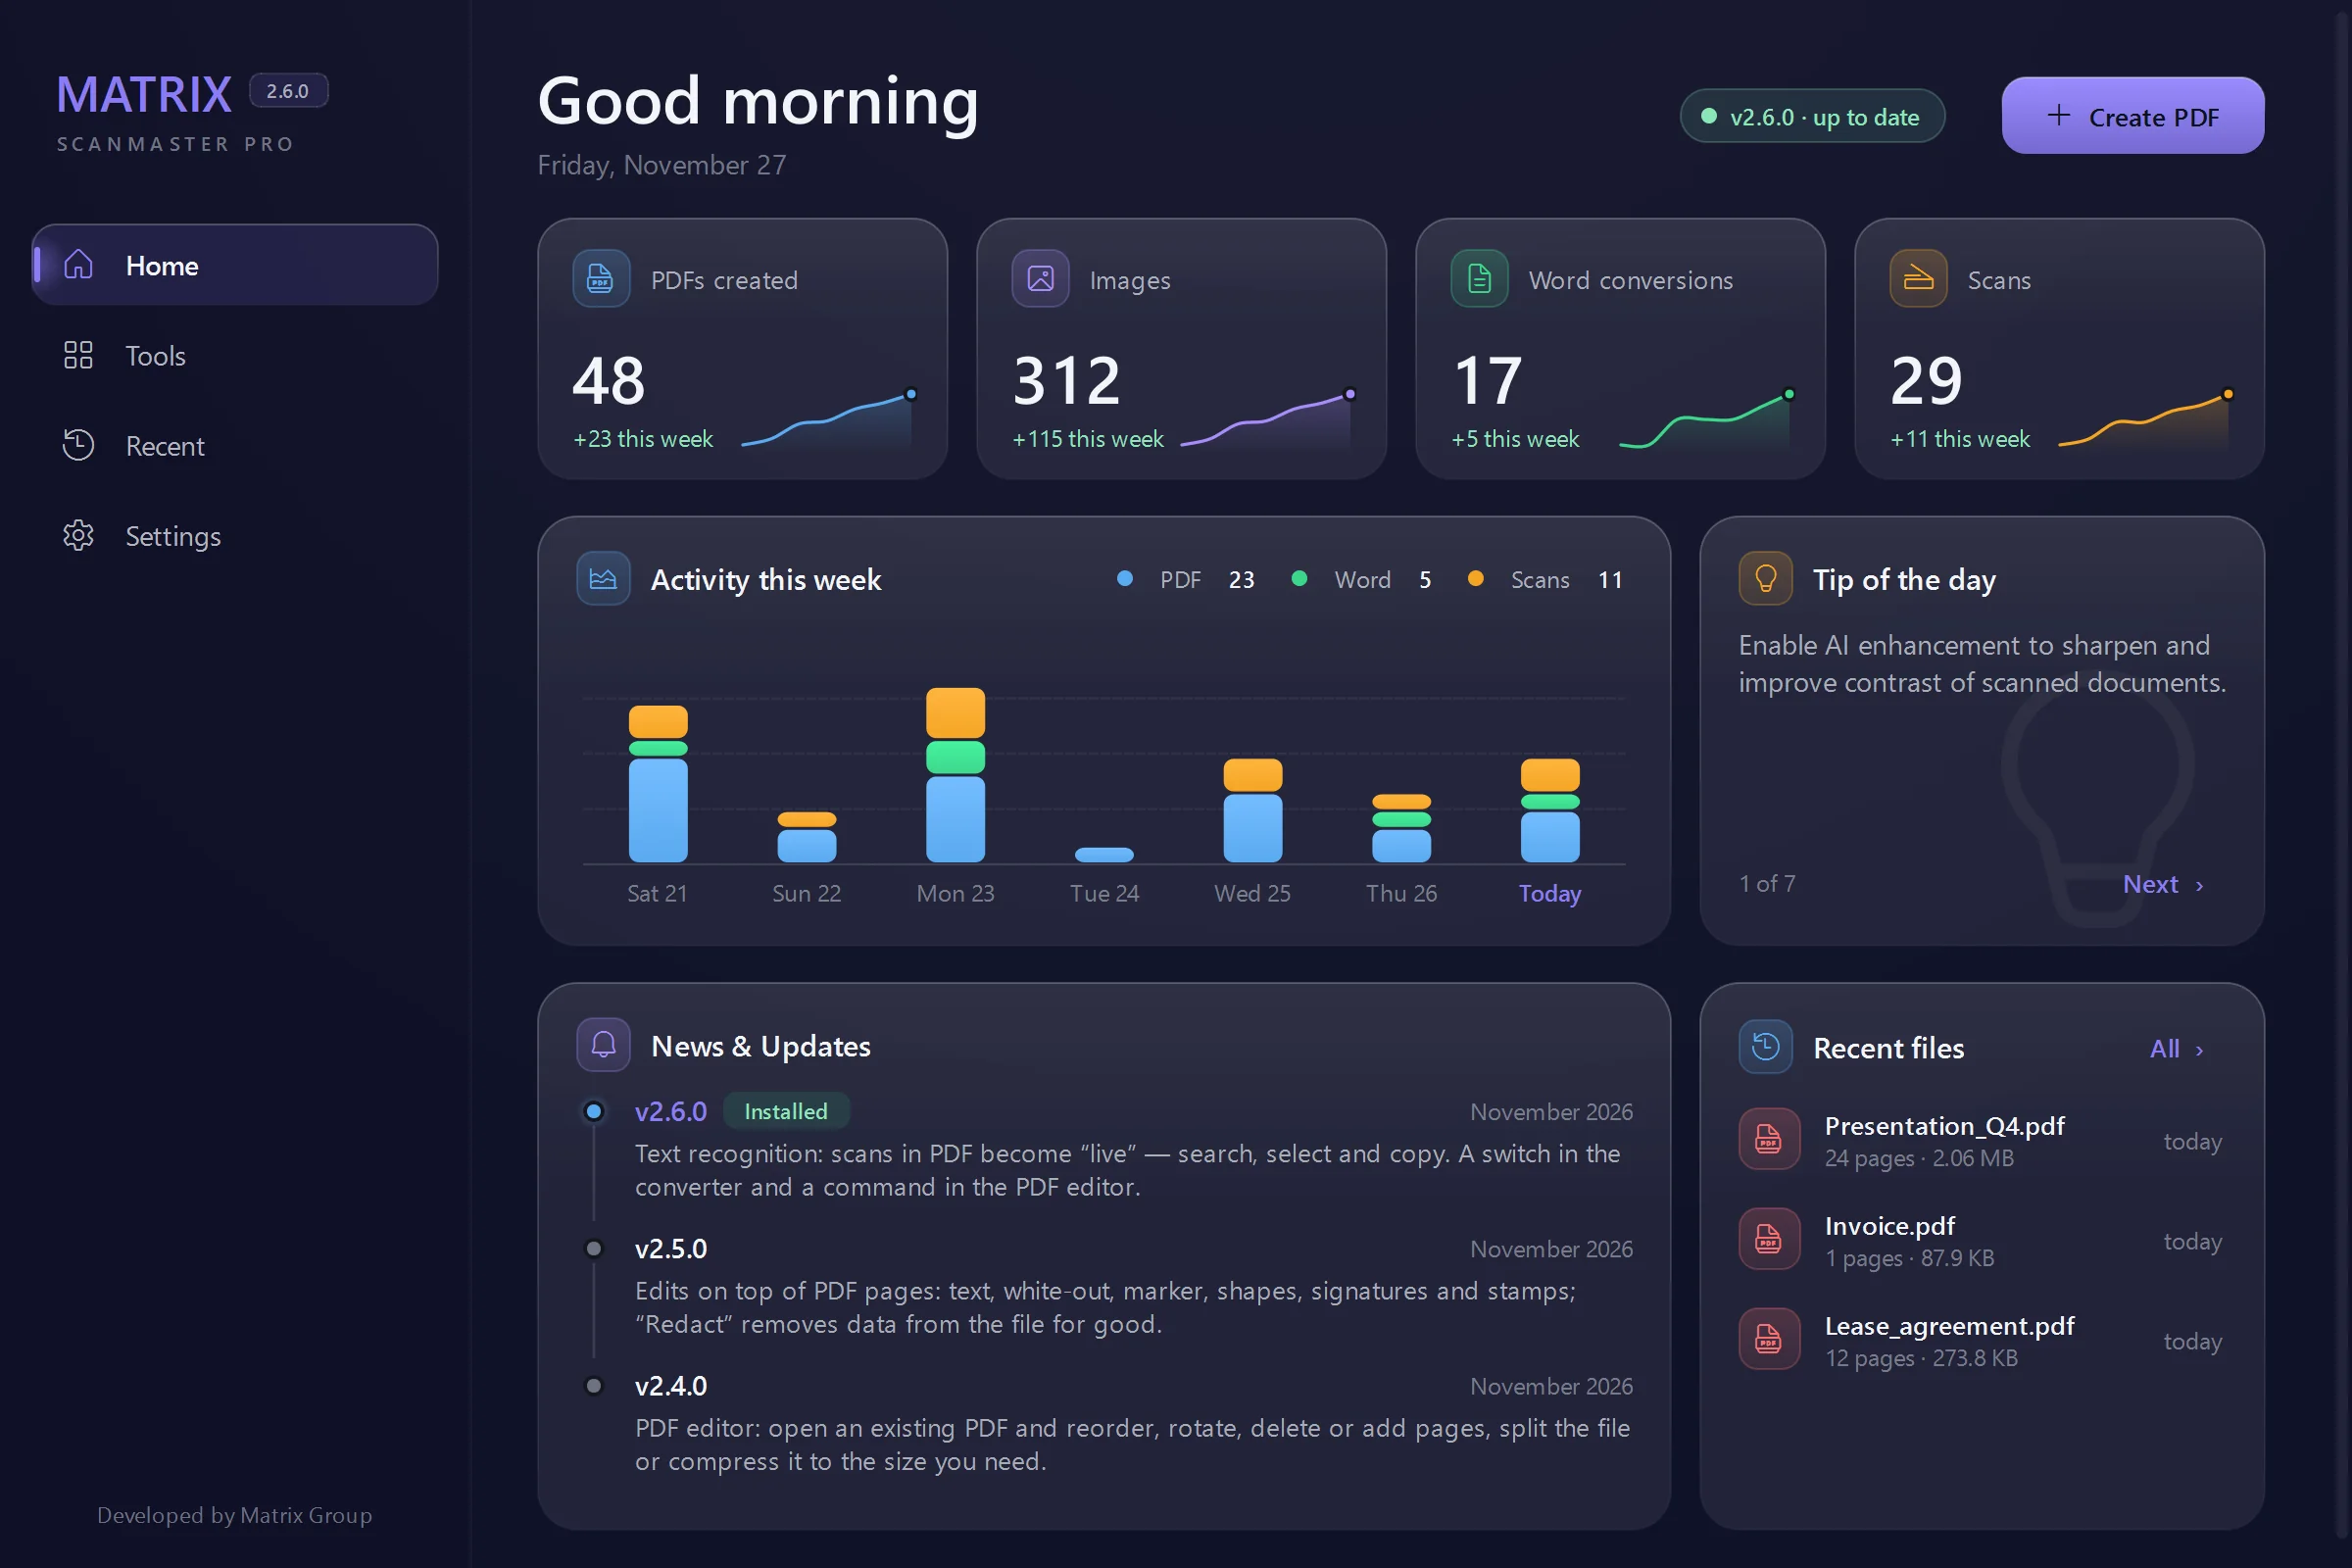 MATRIX 2.6.0
SCANMASTER PRO
Home
Tools
Recent
Settings
Developed by Matrix Group
Good morning
Friday, November 27
v2.6.0 · up to date
+ Create PDF
PDFs created
48
+23 this week
Images
312
+115 this week
Word conversions
17
+5 this week
Scans
29
+11 this week
Activity this week
PDF 23 Word 5 Scans 11
Sat 21 Sun 22 Mon 23 Tue 24 Wed 25 Thu 26 Today
Tip of the day
Enable AI enhancement to sharpen and
improve contrast of scanned documents.
1 of 7 Next ›
News & Updates
v2.6.0 Installed November 2026
Text recognition: scans in PDF become “live” — search, select and copy. A switch in the
converter and a command in the PDF editor.
v2.5.0 November 2026
Edits on top of PDF pages: text, white-out, marker, shapes, signatures and stamps;
“Redact” removes data from the file for good.
v2.4.0 November 2026
PDF editor: open an existing PDF and reorder, rotate, delete or add pages, split the file
or compress it to the size you need.
Recent files All ›
Presentation_Q4.pdf
24 pages · 2.06 MB today
Invoice.pdf
1 pages · 87.9 KB today
Lease_agreement.pdf
12 pages · 273.8 KB today